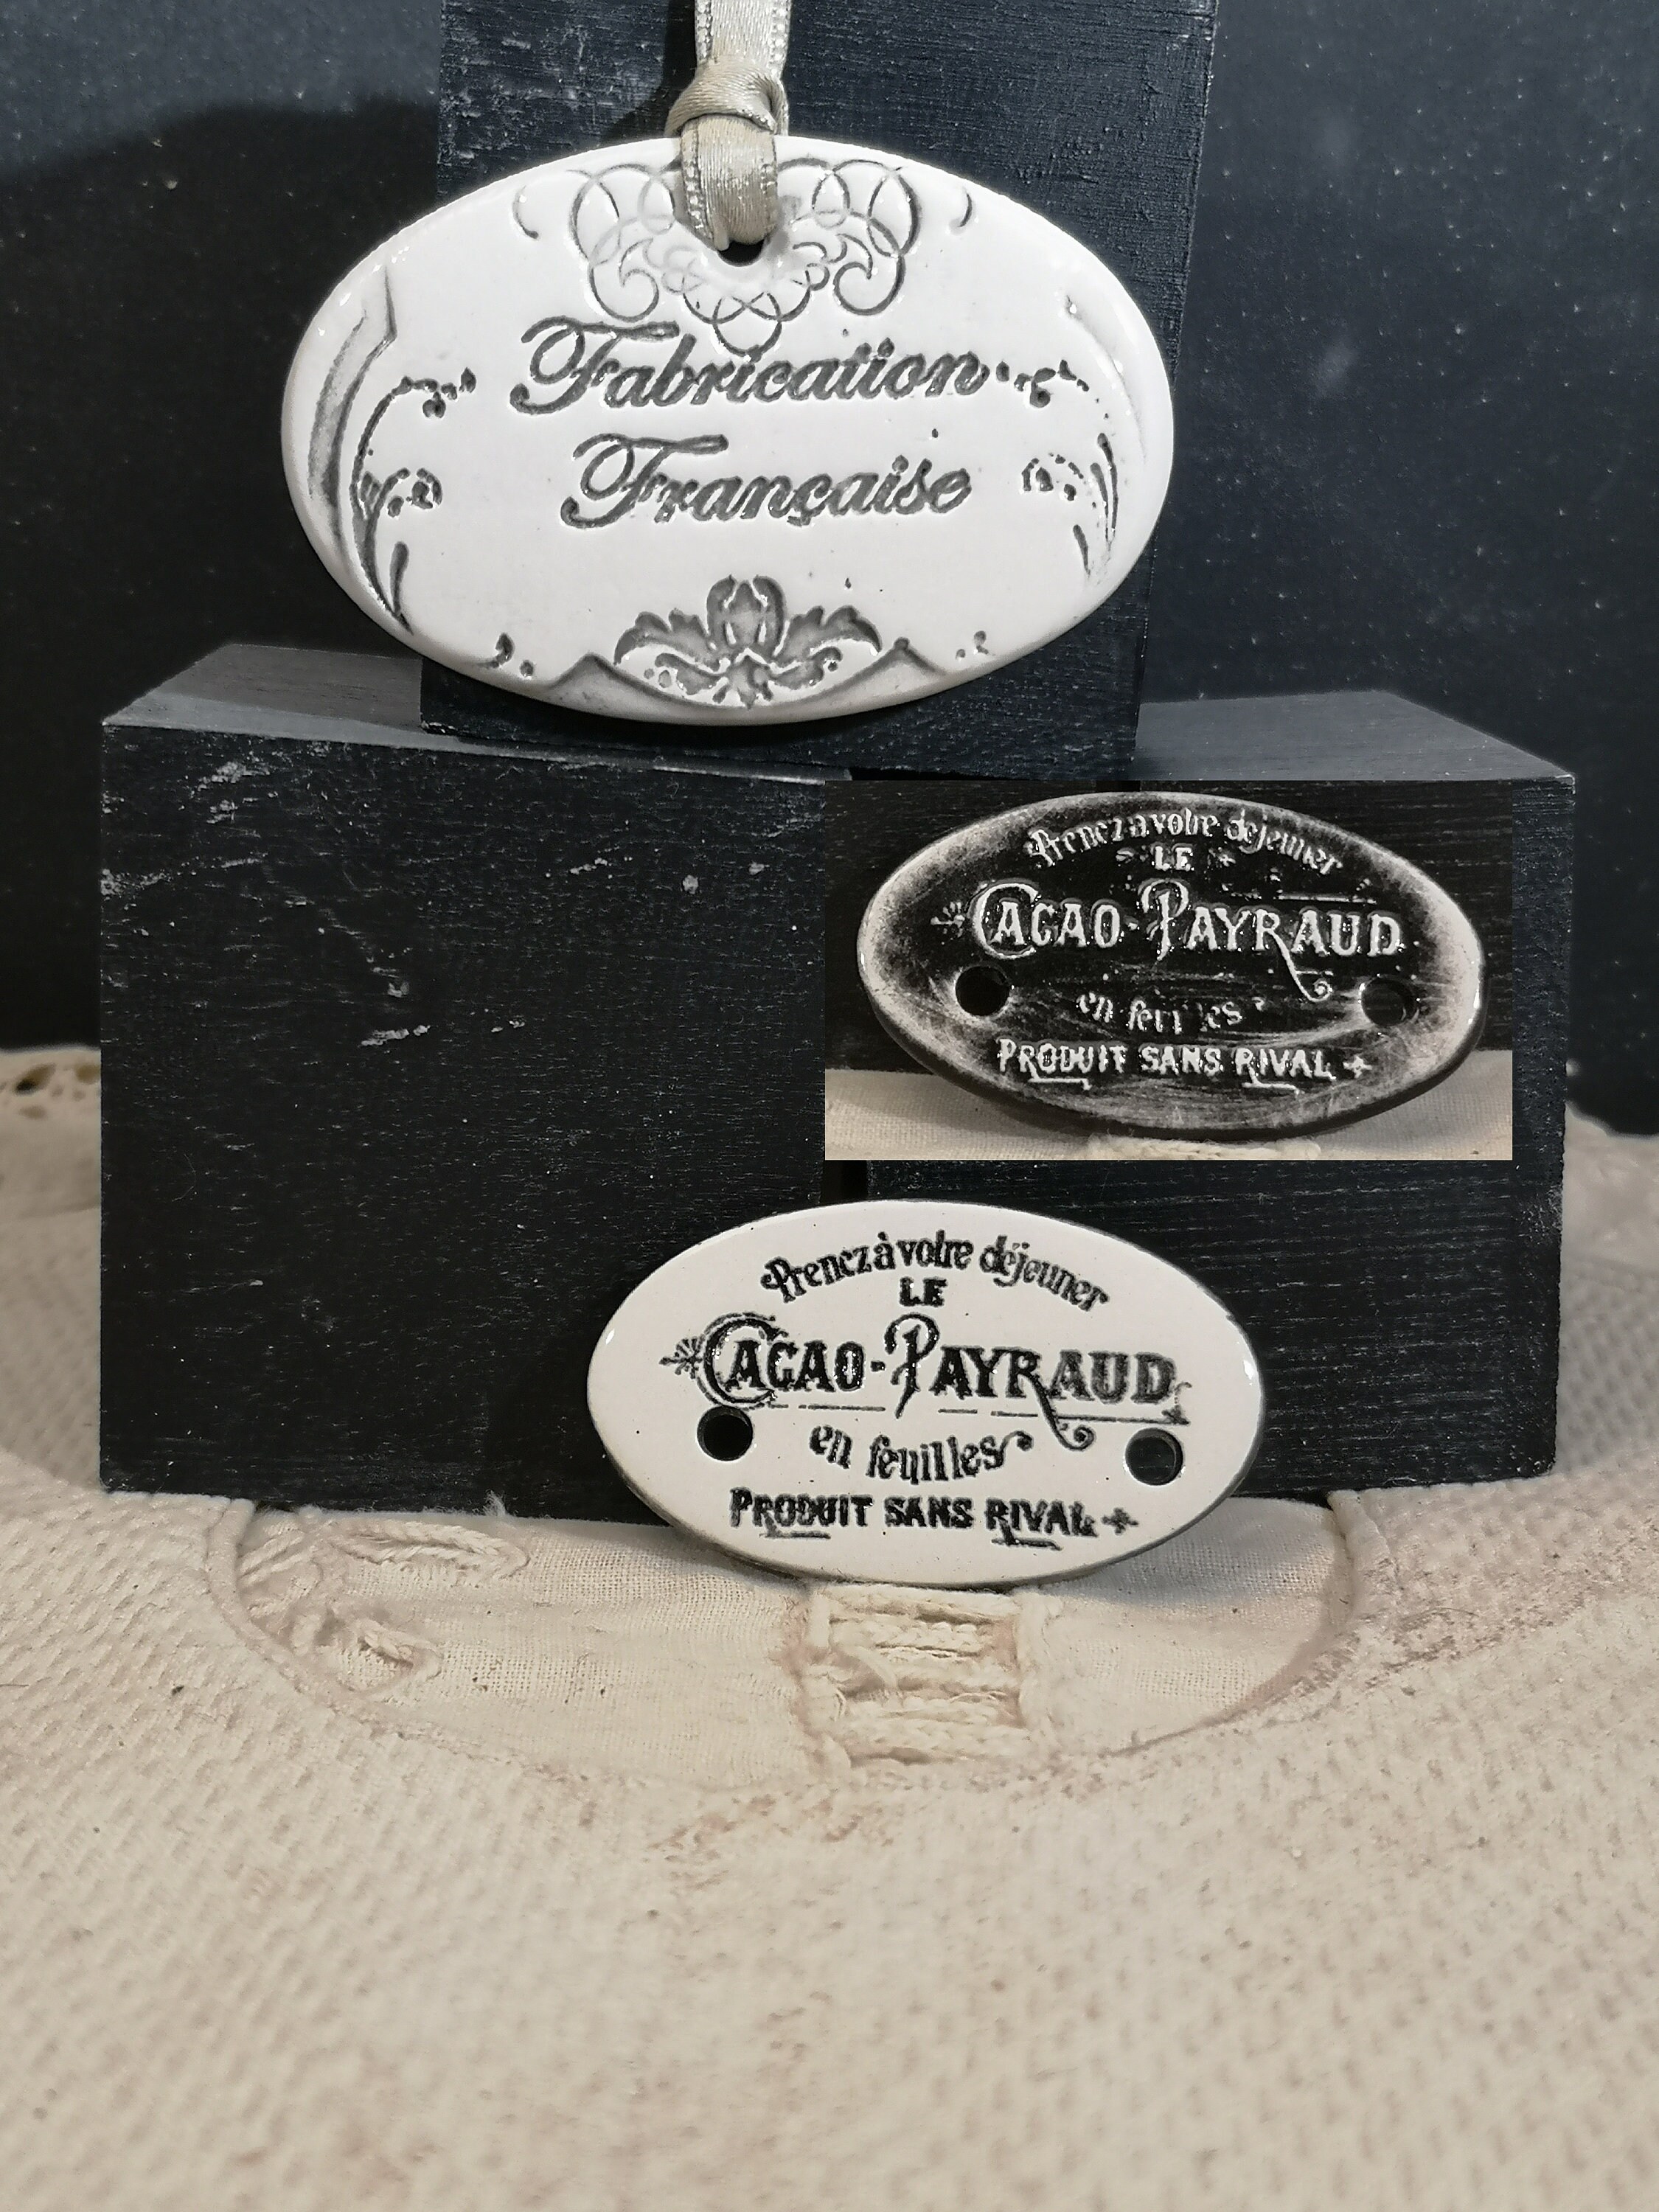 Fabrication
Française
Prenez à votre déjeuner
LE
CACAO-PAYRAUD
en feuilles
PRODUIT SANS RIVAL
Prenez à votre déjeuner
LE
CACAO-PAYRAUD
en feuilles
PRODUIT SANS RIVAL